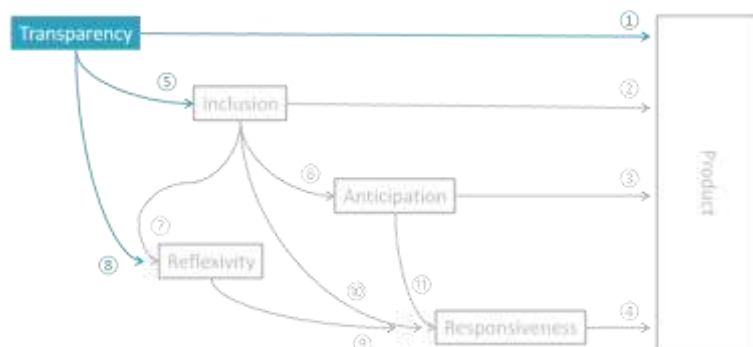 Transparency
①
⑤
Inclusion
②
⑥
Anticipation
③
Product
⑦
⑧
Reflexivity
⑩
⑪
④
Responsiveness
⑨